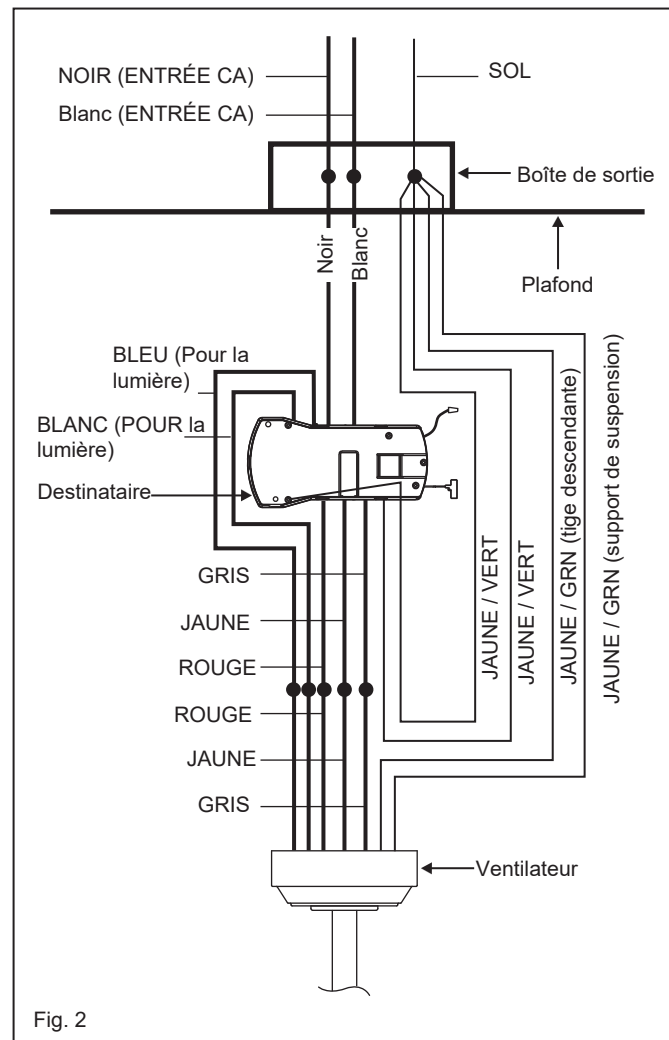 NOIR (ENTRÉE CA)
SOL
Blanc (ENTRÉE CA)
Boîte de sortie
Noir
Blanc
Plafond
BLEU (Pour la
lumière)
BLANC (POUR la
lumière)
Destinataire
GRIS
JAUNE
ROUGE
ROUGE
JAUNE
GRIS
JAUNE / VERT
JAUNE / VERT
JAUNE / GRN (tige descendante)
JAUNE / GRN (support de suspension)
Ventilateur
Fig. 2